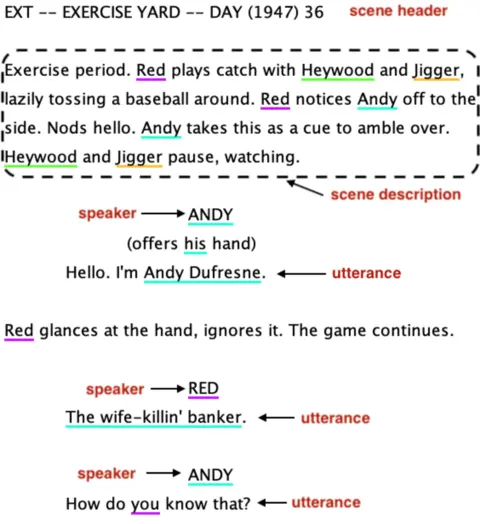 EXT -- EXERCISE YARD -- DAY (1947) 36 scene header
Exercise period. Red plays catch with Heywood and Jigger,
lazily tossing a baseball around. Red notices Andy off to the
side. Nods hello. Andy takes this as a cue to amble over.
Heywood and Jigger pause, watching.
scene description
speaker ANDY
(offers his hand)
Hello. I'm Andy Dufresne. utterance
Red glances at the hand, ignores it. The game continues.
speaker RED
The wife-killin' banker. utterance
speaker ANDY
How do you know that? utterance